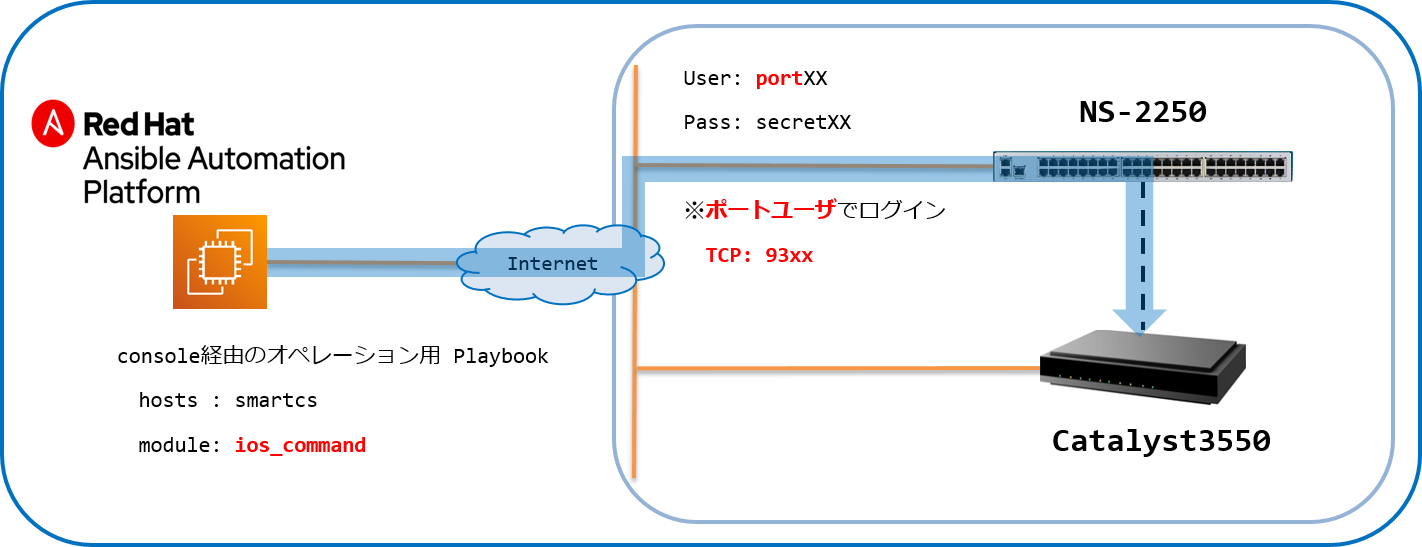 Red Hat
Ansible Automation
Platform
console経由のオペレーション用 Playbook
hosts : smartcs
module: ios_command
Internet
User: portXX
Pass: secretXX
※ポートユーザでログイン
TCP: 93xx
NS-2250
Catalyst3550